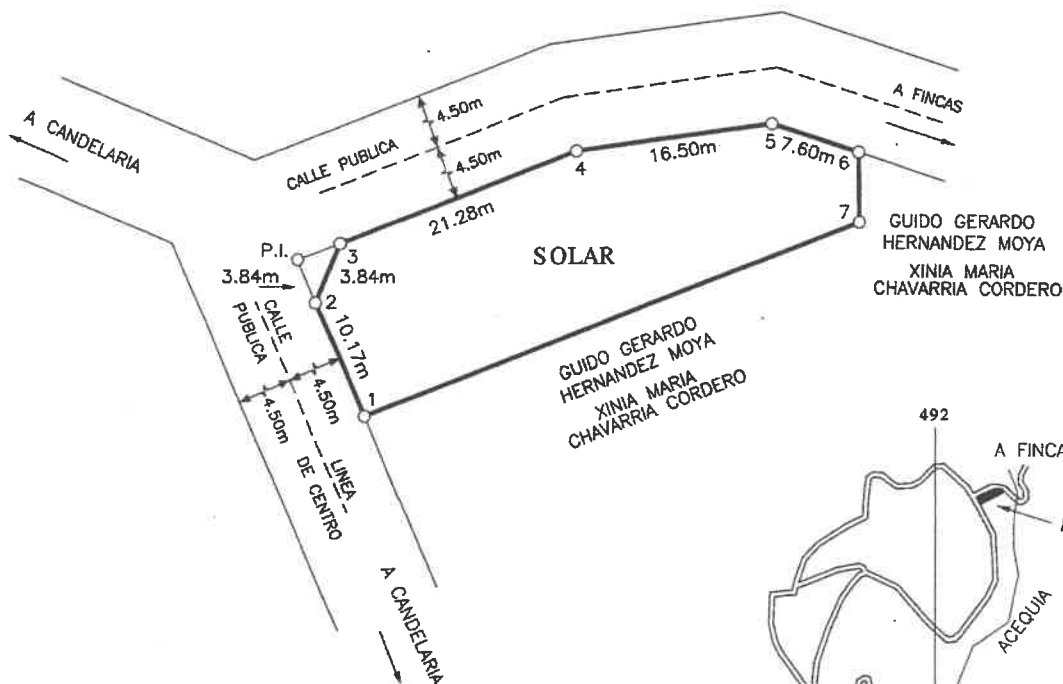 A CANDELARIA
CALLE PUBLICA
4.50m
4.50m
A FINCAS
16.50m
7.60m
4
5
6
7
21.28m
SOLAR
P.I.
3
3.84m
3.84m
2
10.17m
1
CALLE
PUBLICA
4.50m
4.50m
LINEA
DE CENTRO
A CANDELARIA
GUIDO GERARDO
HERNANDEZ MOYA
XINIA MARIA
CHAVARRIA CORDERO
GUIDO GERARDO
HERNANDEZ MOYA
XINIA MARIA
CHAVARRIA CORDERO
492
A FINCA
ACEQUIA